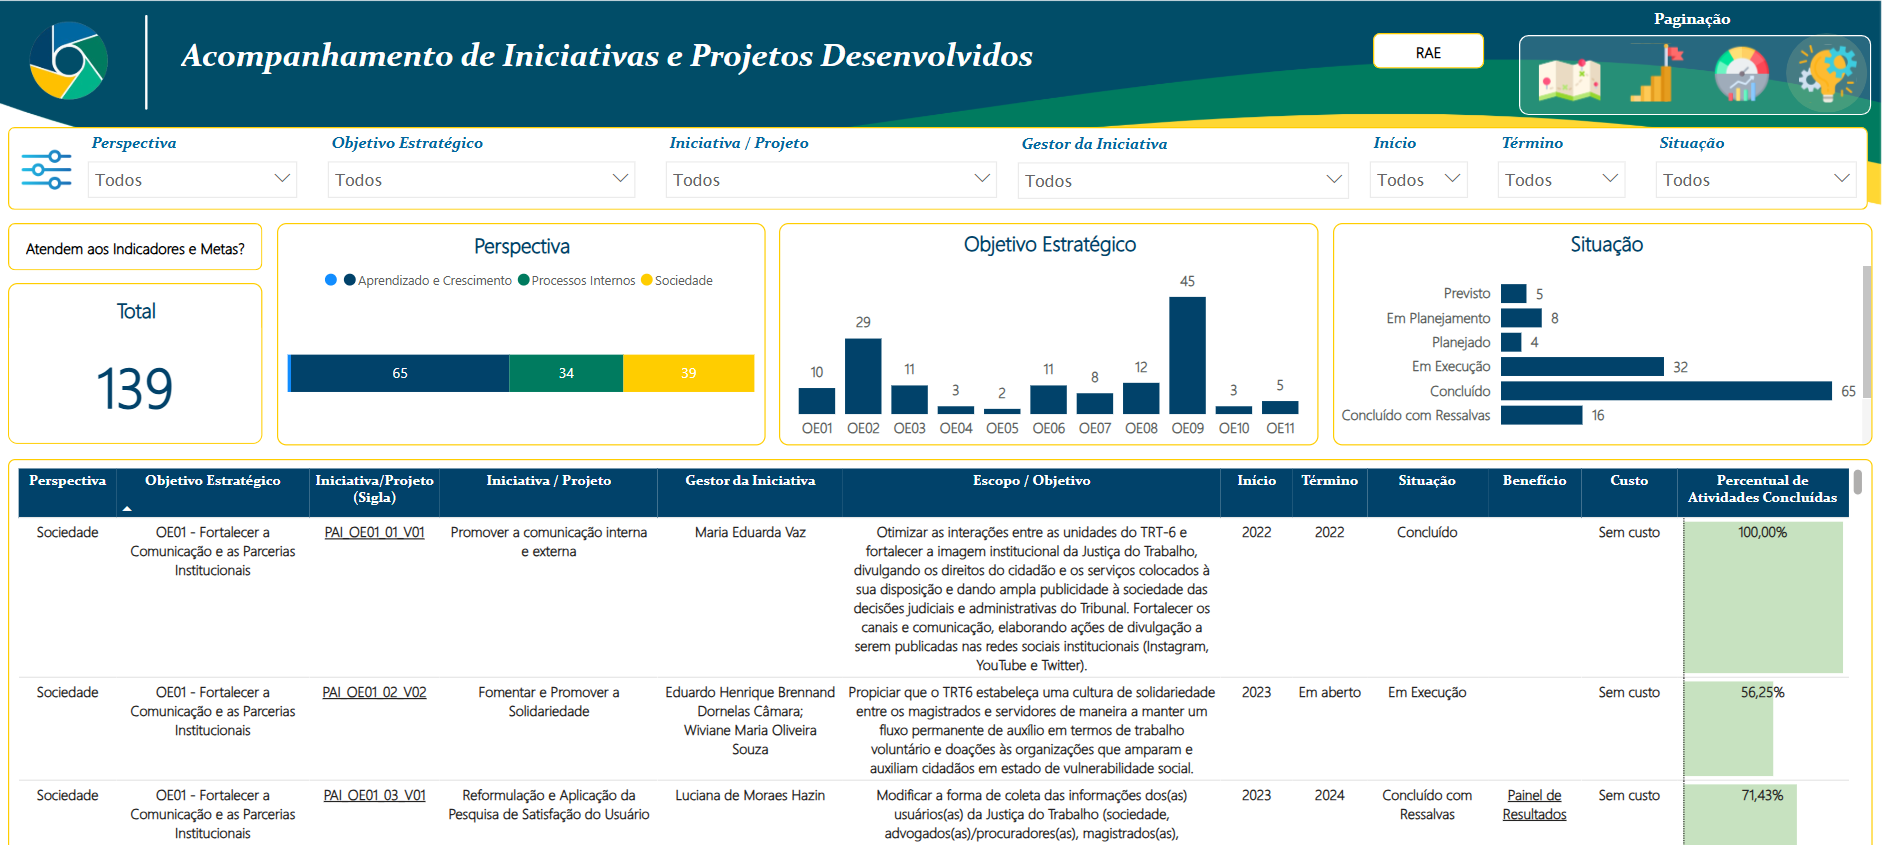 Paginação
Acompanhamento de Iniciativas e Projetos Desenvolvidos
RAE
Perspectiva
Objetivo Estratégico
Iniciativa / Projeto
Gestor da Iniciativa
Início
Término
Situação
Todos
Todos
Todos
Todos
Todos
Todos
Todos
Atendem aos Indicadores e Metas?
Total
139
Perspectiva
Aprendizado e Crescimento
Processos Internos
Sociedade
65
34
39
Objetivo Estratégico
10
29
11
3
2
11
8
12
45
3
5
OE01
OE02
OE03
OE04
OE05
OE06
OE07
OE08
OE09
OE10
OE11
Situação
Previsto 5
Em Planejamento 8
Planejado 4
Em Execução 32
Concluído 65
Concluído com Ressalvas 16
Perspectiva
Objetivo Estratégico
Iniciativa/Projeto
(Sigla)
Iniciativa / Projeto
Gestor da Iniciativa
Escopo / Objetivo
Início
Término
Situação
Benefício
Custo
Percentual de
Atividades Concluídas
Sociedade
OE01 - Fortalecer a
Comunicação e as Parcerias
Institucionais
PAI_OE01_01_V01
Promover a comunicação interna
e externa
Maria Eduarda Vaz
Otimizar as interações entre as unidades do TRT-6 e
fortalecer a imagem institucional da Justiça do Trabalho,
divulgando os direitos do cidadão e os serviços colocados à
sua disposição e dando ampla publicidade à sociedade das
decisões judiciais e administrativas do Tribunal. Fortalecer os
canais e comunicação, elaborando ações de divulgação a
serem publicadas nas redes sociais institucionais (Instagram,
YouTube e Twitter).
2022
2022
Concluído
Sem custo
100,00%
Sociedade
OE01 - Fortalecer a
Comunicação e as Parcerias
Institucionais
PAI_OE01_02_V02
Fomentar e Promover a
Solidariedade
Eduardo Henrique Brennand
Dornelas Câmara;
Wiviane Maria Oliveira
Souza
Propiciar que o TRT6 estabeleça uma cultura de solidariedade
entre os magistrados e servidores de maneira a manter um
fluxo permanente de auxílio em termos de trabalho
voluntário e doações às organizações que amparam e
auxiliam cidadãos em estado de vulnerabilidade social.
2023
Em aberto
Em Execução
Sem custo
56,25%
Sociedade
OE01 - Fortalecer a
Comunicação e as Parcerias
Institucionais
PAI_OE01_03_V01
Reformulação e Aplicação da
Pesquisa de Satisfação do Usuário
Luciana de Moraes Hazin
Modificar a forma de coleta das informações dos(as)
usuários(as) da Justiça do Trabalho (sociedade,
advogados(as)/procuradores(as), magistrados(as),
2023
2024
Concluído com
Ressalvas
Painel de
Resultados
Sem custo
71,43%